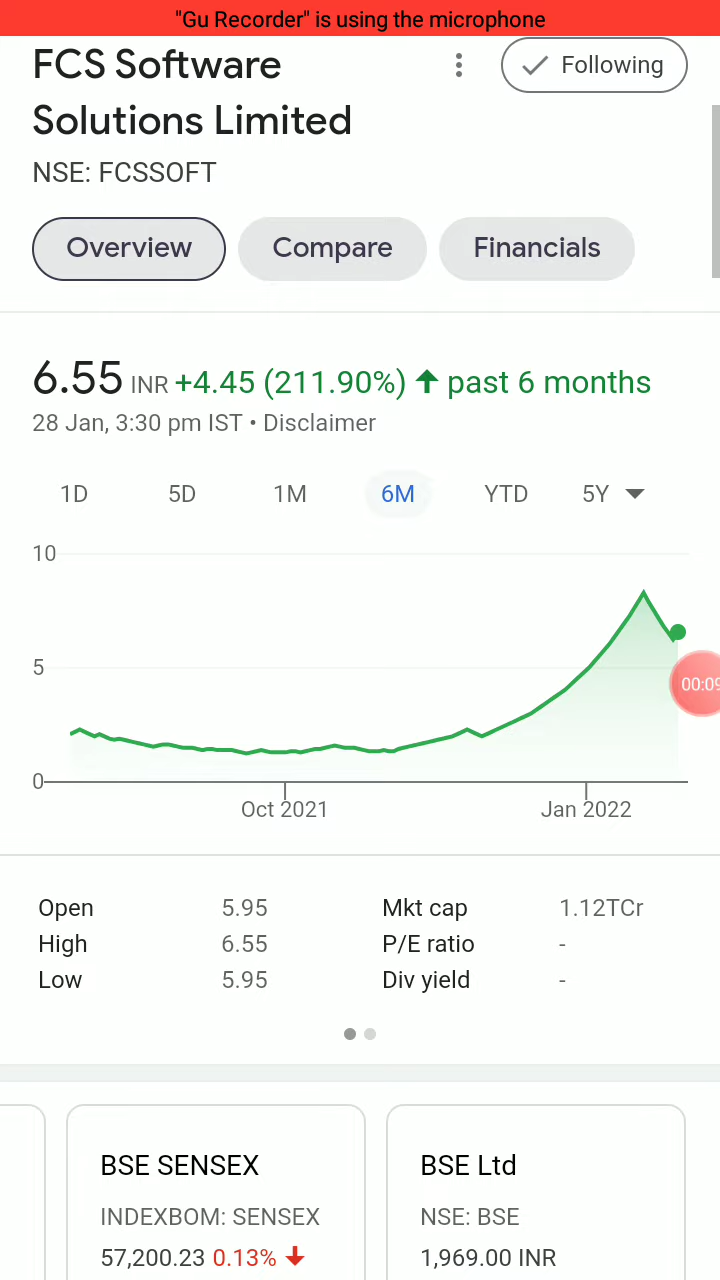 "Gu Recorder" is using the microphone
FCS Software
Solutions Limited
Following
NSE: FCSSOFT
Overview Compare Financials
6.55 INR +4.45 (211.90%) ↑ past 6 months
28 Jan, 3:30 pm IST • Disclaimer
1D 5D 1M 6M YTD 5Y
10
5
00:09
0
Oct 2021 Jan 2022
Open 5.95 Mkt cap 1.12TCr
High 6.55 P/E ratio -
Low 5.95 Div yield -
BSE SENSEX BSE Ltd
INDEXBOM: SENSEX NSE: BSE
57,200.23 0.13% ↓ 1,969.00 INR